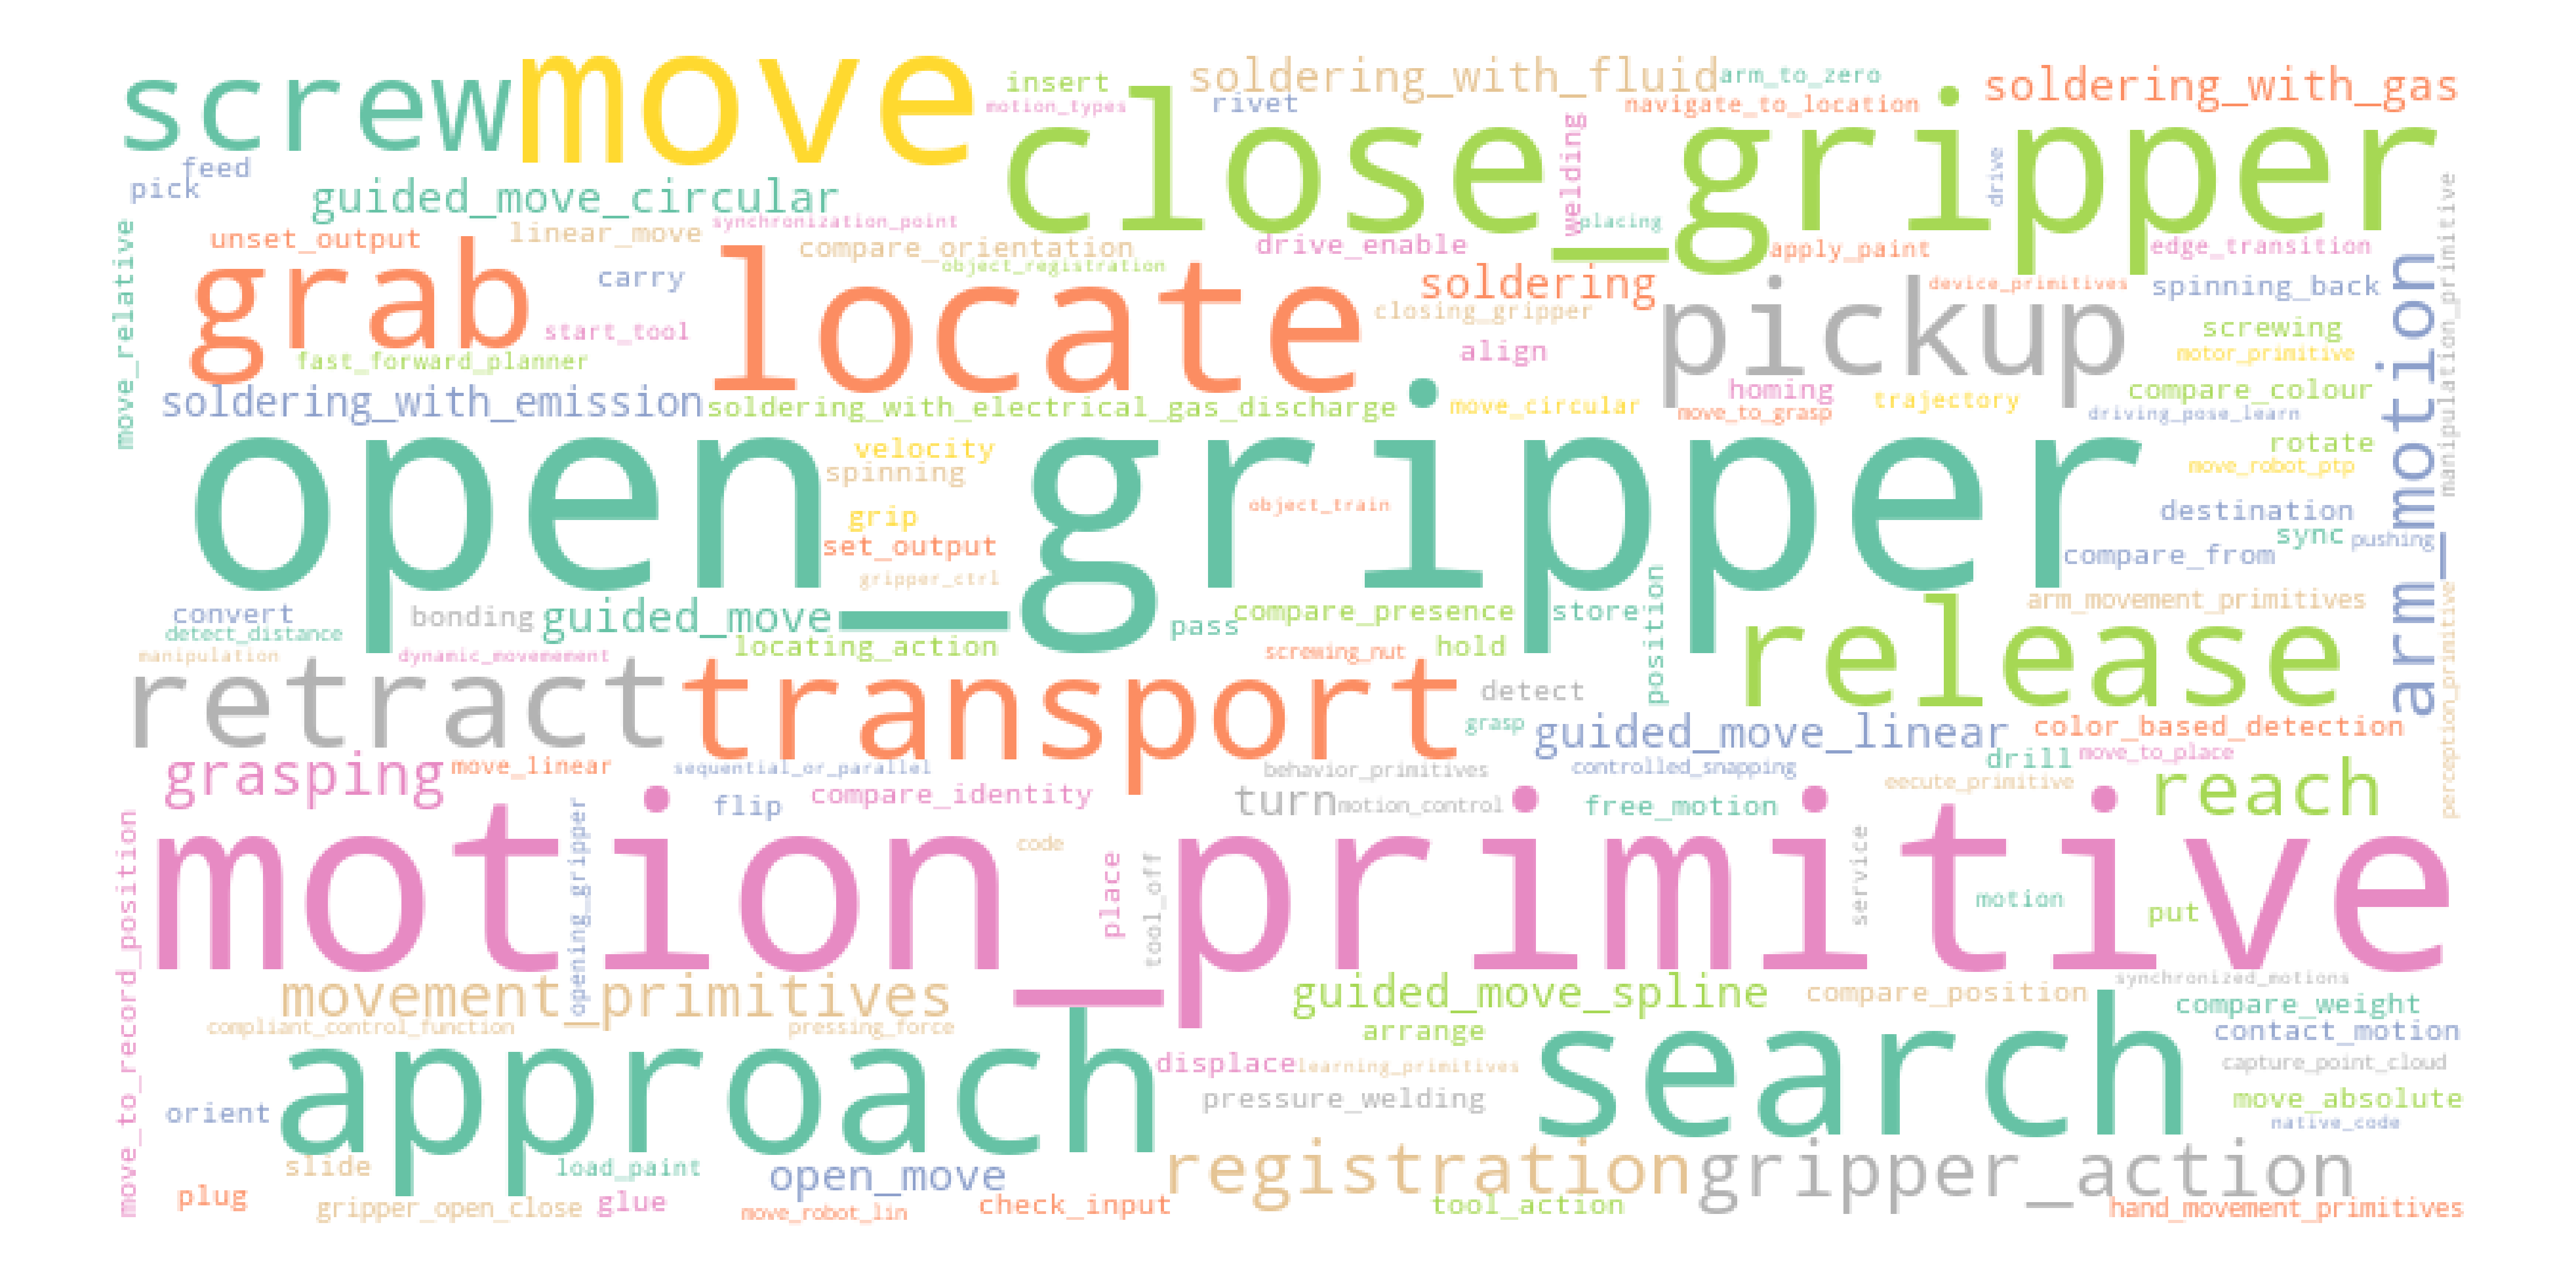 screw
move
insert
motion_types
soldering_with_fluid
rivet
arm_to_zero
navigate_to_location
soldering_with_gas
close_gripper
feed
pick
guided_move_circular
welding
drive
placing
synchronization_point
unset_output
linear_move
compare_orientation
object_registration
drive_enable
apply_paint
edge_transition
move_relative
grab
carry
locate
soldering
closing_gripper
pickup
device_primitives
spinning_back
arm_motion
manipulation_primitive
start_tool
fast_forward_planner
align
screwing
motor_primitive
homing
move_to_grasp
trajectory
compare_colour
driving_pose_learn
soldering_with_emission
soldering_with_electrical_gas_discharge
move_circular
open_gripper
velocity
spinning
rotate
move_robot_ptp
grip
object_train
set_output
gripper_ctrl
destination
sync
pushing
compare_from
convert
detect_distance
bonding
guided_move
pass
compare_presence
store
position
arm_movement_primitives
perception_primitive
manipulation
dynamic_movemement
locating_action
screwing_nut
hold
release
retract
transport
detect
grasp
guided_move_linear
color_based_detection
grasping
move_linear
sequential_or_parallel
behavior_primitives
controlled_snapping
drill
move_to_place
flip
compare_identity
turn
motion_control
free_motion
eecute_primitive
reach
move_to_record_position
motion_primitive
opening_gripper
code
place
tool_off
service
motion
put
movement_primitives
compliant_control_function
pressing_force
guided_move_spline
compare_position
synchronized_motions
compare_weight
arrange
contact_motion
approach
displace
learning_primitives
search
capture_point_cloud
orient
pressure_welding
move_absolute
native_code
slide
load_paint
open_move
registration
gripper_action
plug
gripper_open_close
glue
move_robot_lin
check_input
tool_action
hand_movement_primitives